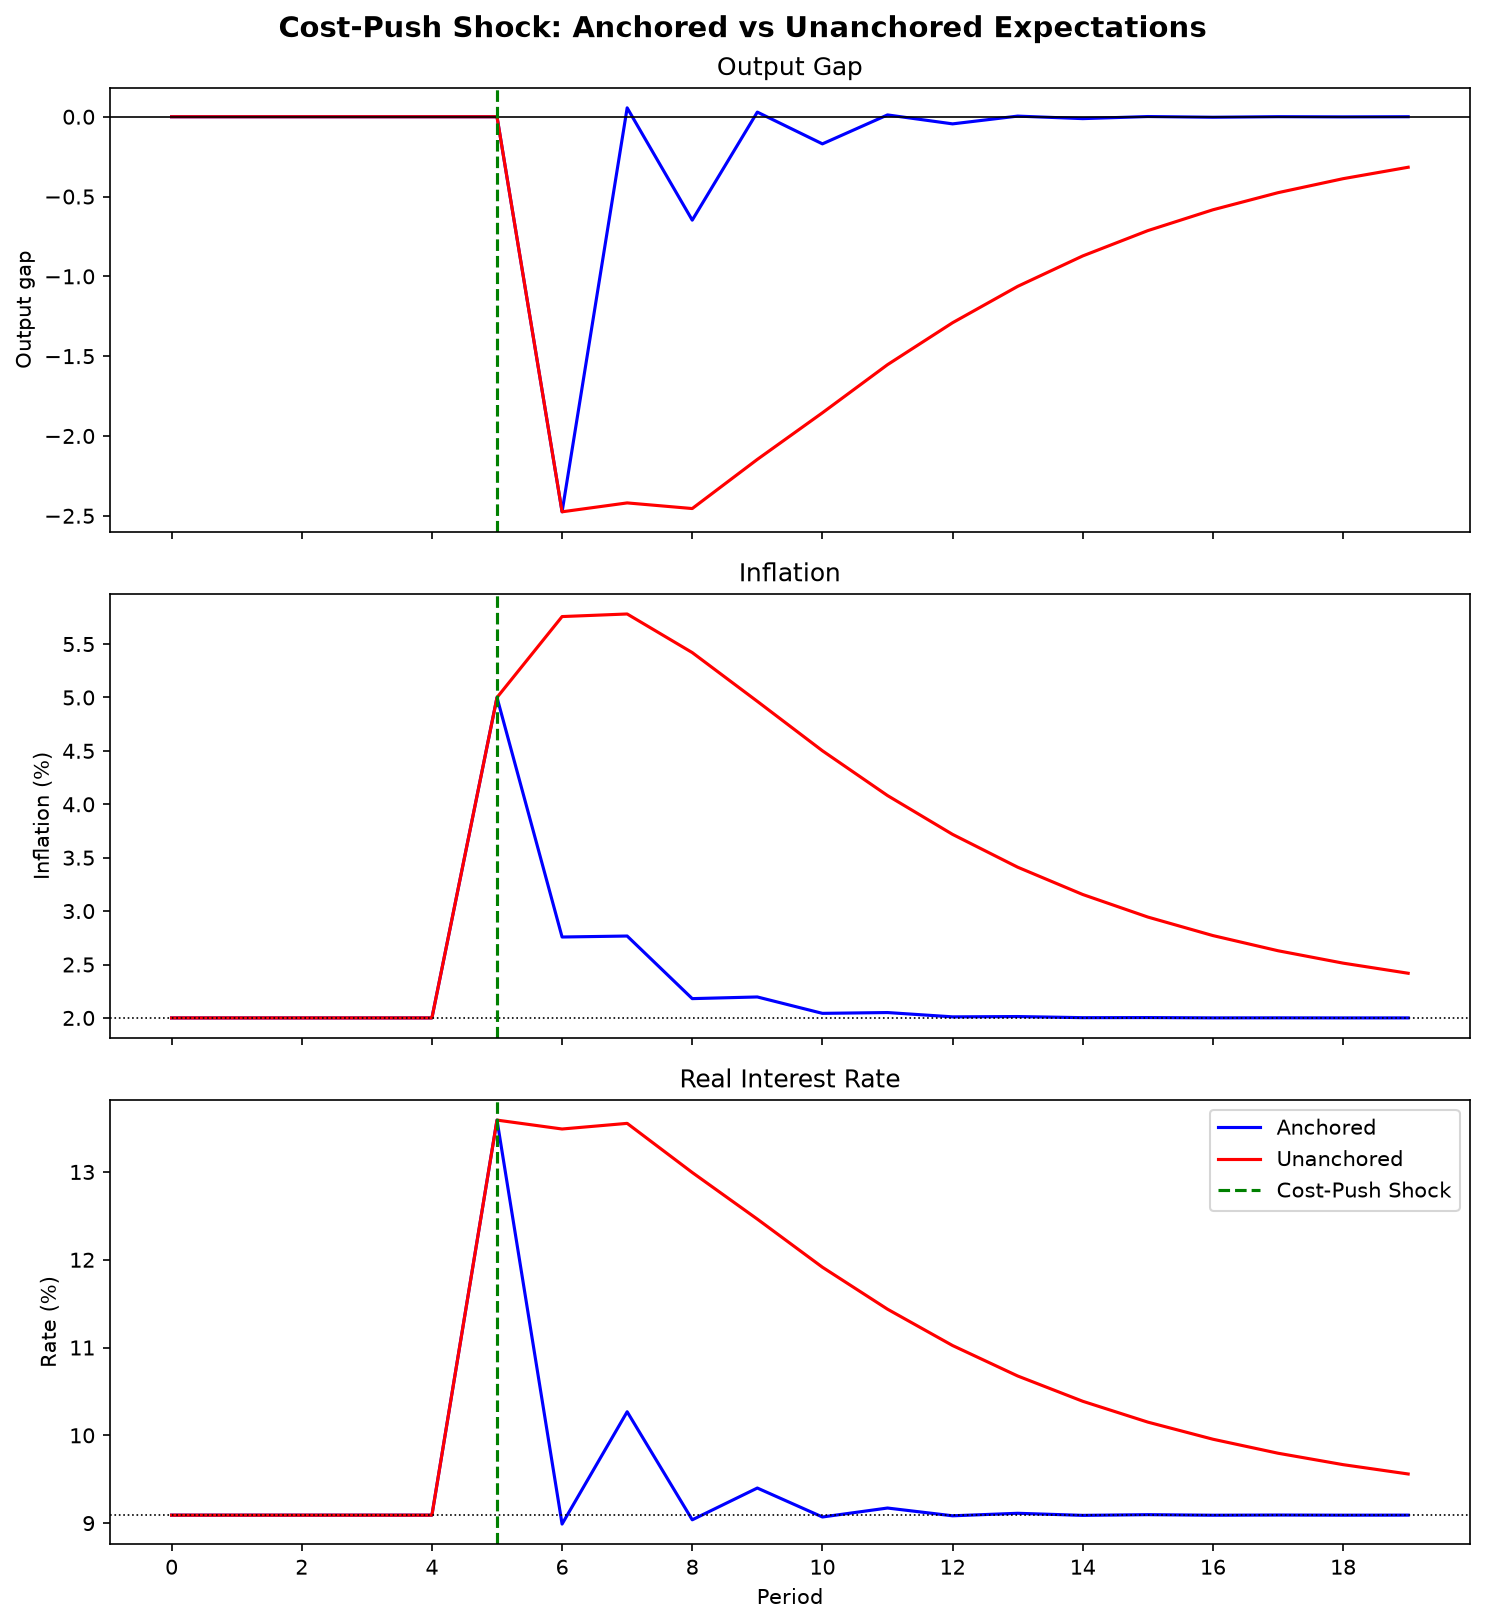 Cost-Push Shock: Anchored vs Unanchored Expectations
Output Gap
Output gap
0.0
−0.5
−1.0
−1.5
−2.0
−2.5
Inflation
Inflation (%)
5.5
5.0
4.5
4.0
3.5
3.0
2.5
2.0
Real Interest Rate
Rate (%)
13
12
11
10
9
Anchored
Unanchored
Cost-Push Shock
0 2 4 6 8 10 12 14 16 18
Period